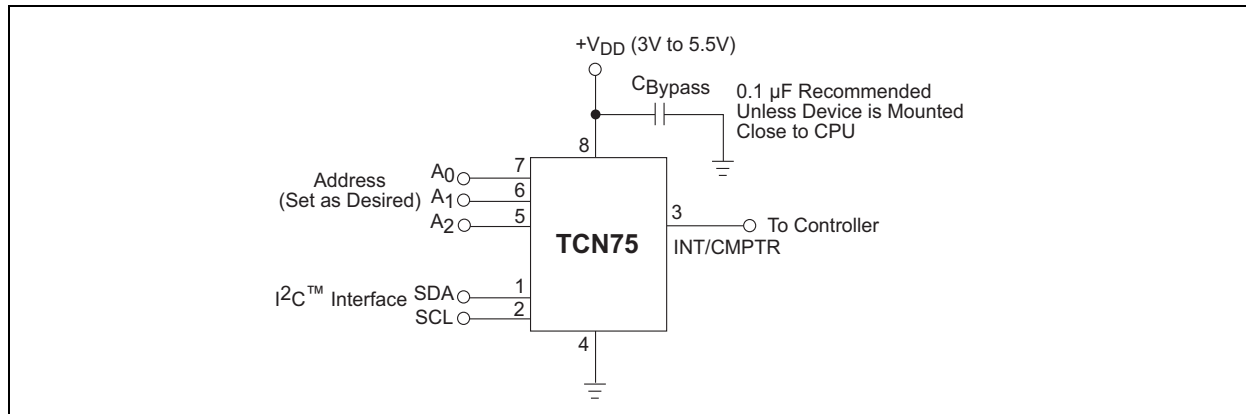 +VDD (3V to 5.5V)
CBypass
0.1 µF Recommended
Unless Device is Mounted
Close to CPU
8
Address
(Set as Desired)
A0
7
A1
6
A2
5
TCN75
3
To Controller
INT/CMPTR
I2C™ Interface
SDA
1
SCL
2
4